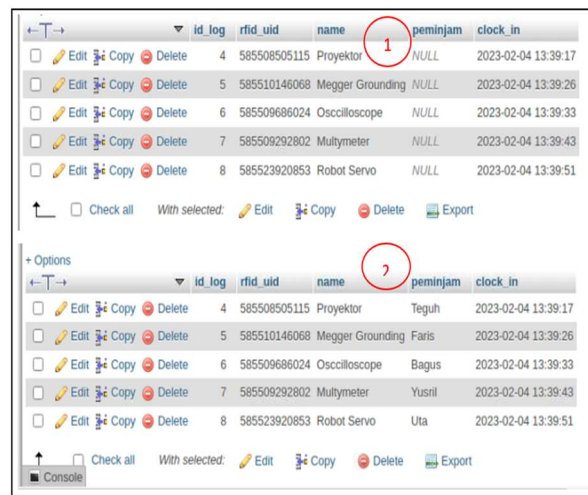 id_log rfid_uid name peminjam clock_in
1
Edit Copy Delete 4 585508505115 Proyektor NULL 2023-02-04 13:39:17
Edit Copy Delete 5 585510146068 Megger Grounding NULL 2023-02-04 13:39:26
Edit Copy Delete 6 585509686024 Osccilloscope NULL 2023-02-04 13:39:33
Edit Copy Delete 7 585509292802 Multymeter NULL 2023-02-04 13:39:43
Edit Copy Delete 8 585523920853 Robot Servo NULL 2023-02-04 13:39:51
Check all With selected: Edit Copy Delete Export
+ Options
2
id_log rfid_uid name peminjam clock_in
Edit Copy Delete 4 585508505115 Proyektor Teguh 2023-02-04 13:39:17
Edit Copy Delete 5 585510146068 Megger Grounding Faris 2023-02-04 13:39:26
Edit Copy Delete 6 585509686024 Osccilloscope Bagus 2023-02-04 13:39:33
Edit Copy Delete 7 585509292802 Multymeter Yusril 2023-02-04 13:39:43
Edit Copy Delete 8 585523920853 Robot Servo Uta 2023-02-04 13:39:51
Check all With selected: Edit Copy Delete Export
Console